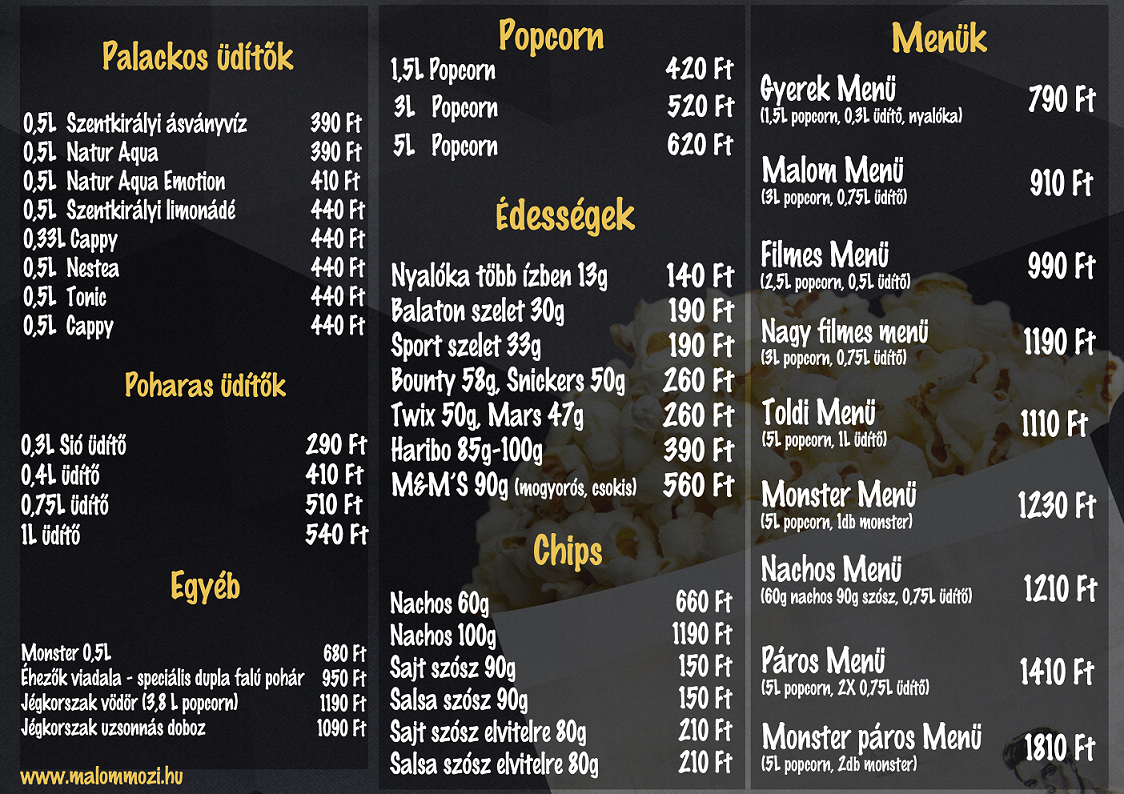 Palackos üdítők
0,5L Szentkirályi ásványvíz 390 Ft
0,5L Natur Aqua 390 Ft
0,5L Natur Aqua Emotion 410 Ft
0,5L Szentkirályi limonádé 440 Ft
0,33L Cappy 440 Ft
0,5L Nestea 440 Ft
0,5L Tonic 440 Ft
0,5L Cappy 440 Ft
Poharas üdítők
0,3L Sió üdítő 290 Ft
0,4L üdítő 410 Ft
0,75L üdítő 510 Ft
1L üdítő 540 Ft
Egyéb
Monster 0,5L 680 Ft
Éhezők viadala - speciális dupla falú pohár 950 Ft
Jégkorszak vödör (3,8 L popcorn) 1190 Ft
Jégkorszak uzsonnás doboz 1090 Ft
www.malommozi.hu
Popcorn
1,5L Popcorn 420 Ft
3L Popcorn 520 Ft
5L Popcorn 620 Ft
Édességek
Nyalóka több ízben 13g 140 Ft
Balaton szelet 30g 190 Ft
Sport szelet 33g 190 Ft
Bounty 58g, Snickers 50g 260 Ft
Twix 50g, Mars 47g 260 Ft
Haribo 85g-100g 390 Ft
M&M'S 90g (mogyorós, csokis) 560 Ft
Chips
Nachos 60g 660 Ft
Nachos 100g 1190 Ft
Sajt szósz 90g 150 Ft
Salsa szósz 90g 150 Ft
Sajt szósz elvitelre 80g 210 Ft
Salsa szósz elvitelre 80g 210 Ft
Menük
Gyerek Menü 790 Ft
(1,5L popcorn, 0,3L üdítő, nyalóka)
Malom Menü 910 Ft
(3L popcorn, 0,75L üdítő)
Filmes Menü 990 Ft
(2,5L popcorn, 0,5L üdítő)
Nagy filmes menü 1190 Ft
(3L popcorn, 0,75L üdítő)
Toldi Menü 1110 Ft
(5L popcorn, 1L üdítő)
Monster Menü 1230 Ft
(5L popcorn, 1db monster)
Nachos Menü 1210 Ft
(60g nachos 90g szósz, 0,75L üdítő)
Páros Menü 1410 Ft
(5L popcorn, 2X 0,75L üdítő)
Monster páros Menü 1810 Ft
(5L popcorn, 2db monster)